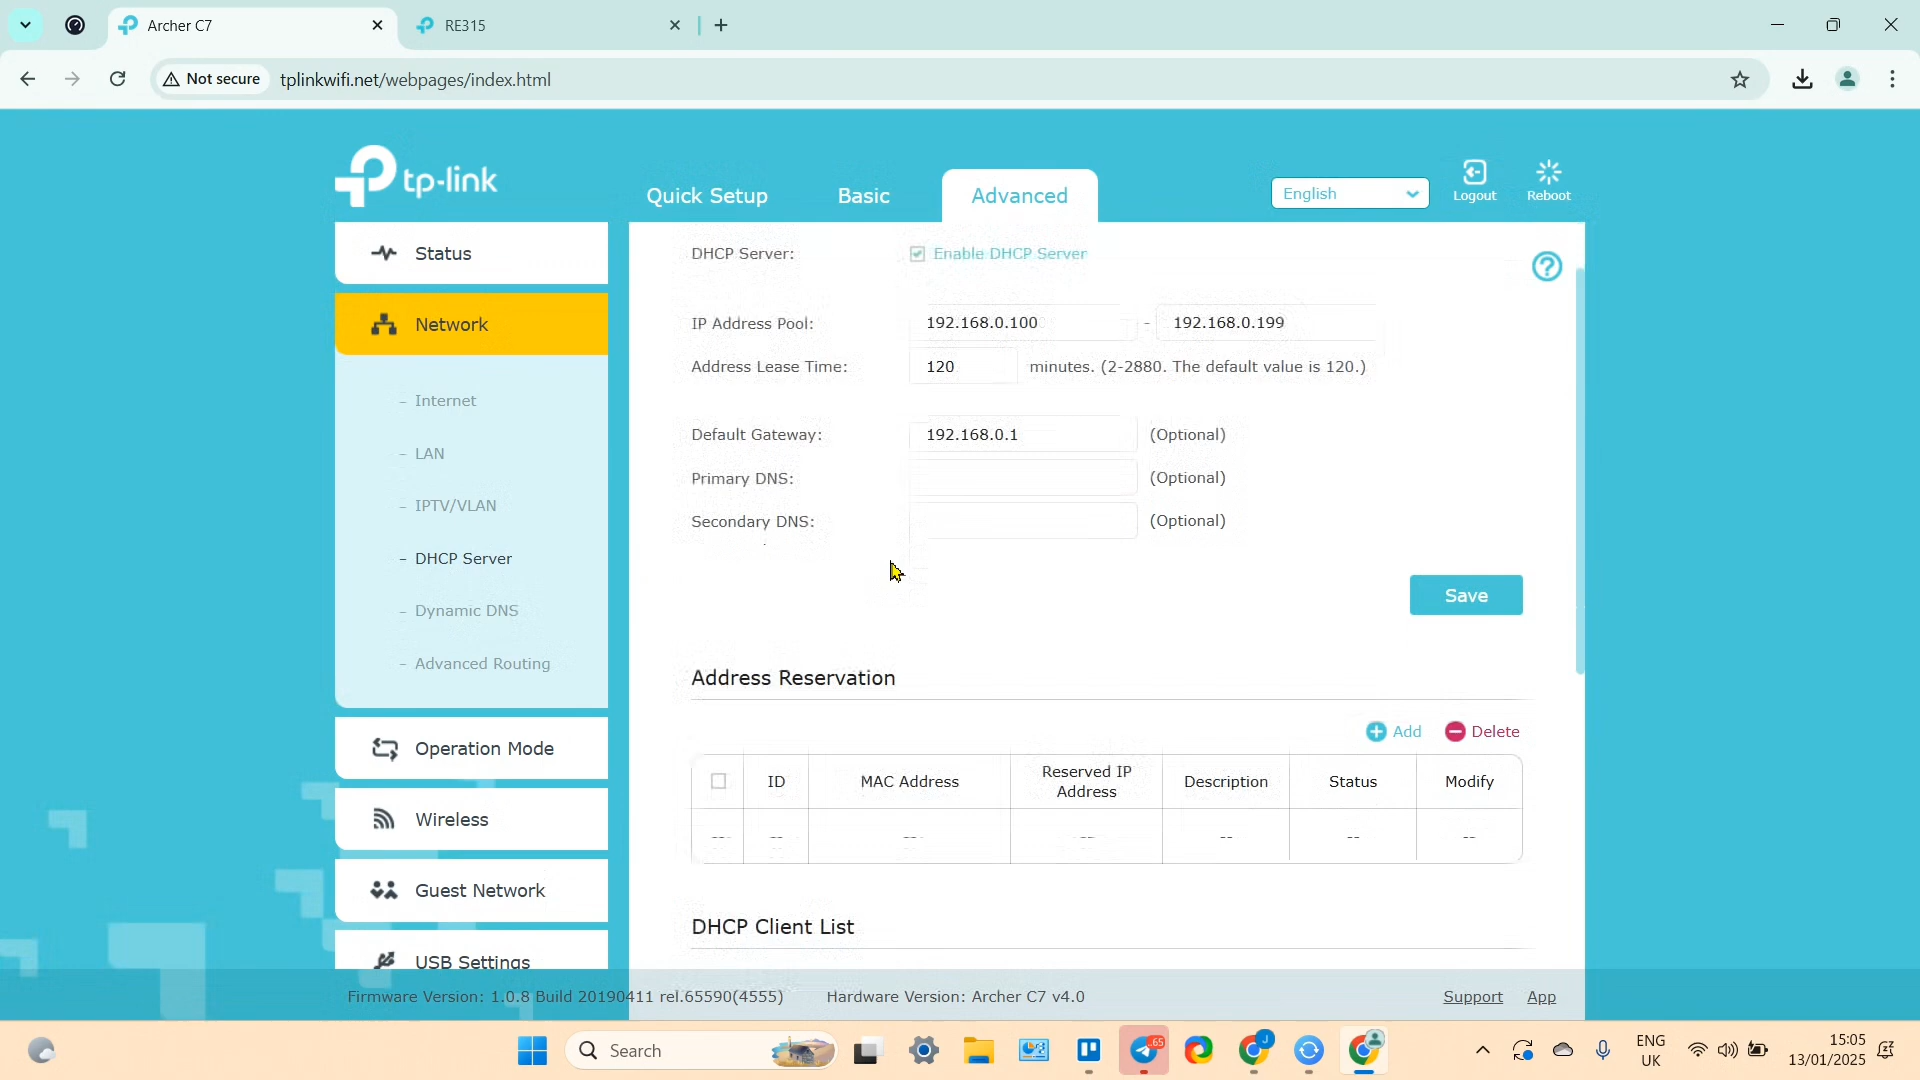 Archer C7
RE315
Not secure
tplinkwifi.net/webpages/index.html
tp-link
Quick Setup
Basic
Advanced
English
Logout
Reboot
Status
Network
- Internet
- LAN
- IPTV/VLAN
- DHCP Server
- Dynamic DNS
- Advanced Routing
Operation Mode
Wireless
Guest Network
USB Settings
DHCP Server:
Enable DHCP Server
IP Address Pool:
192.168.0.100 - 192.168.0.199
Address Lease Time:
120 minutes. (2-2880. The default value is 120.)
Default Gateway:
192.168.0.1 (Optional)
Primary DNS:
(Optional)
Secondary DNS:
(Optional)
Save
Address Reservation
Add
Delete
ID
MAC Address
Reserved IP
Address
Description
Status
Modify
-- -- -- -- -- -- --
DHCP Client List
Firmware Version: 1.0.8 Build 20190411 rel.65590(4555)
Hardware Version: Archer C7 v4.0
Support
App
Search
65
J
ENG
UK
15:05
13/01/2025